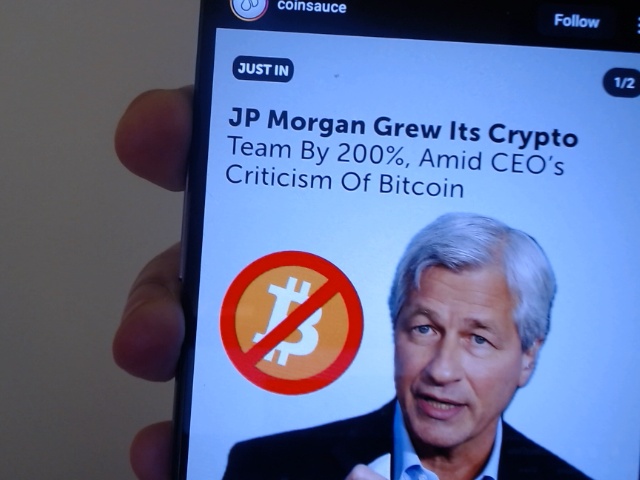 coinsauce
Follow
JUST IN
1/2
JP Morgan Grew Its Crypto
Team By 200%, Amid CEO's
Criticism Of Bitcoin